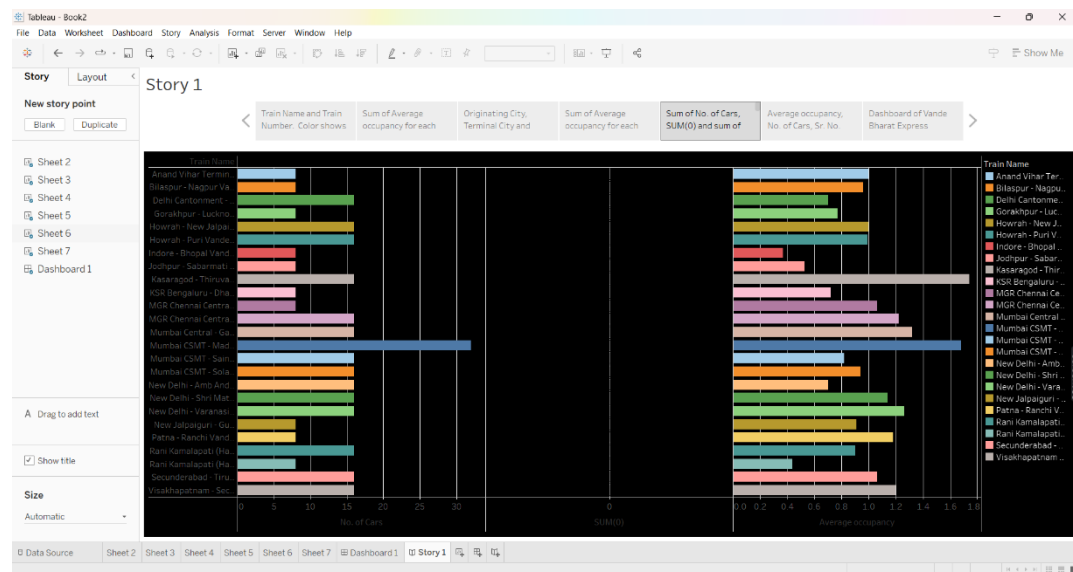 Tableau - Book2
File Data Worksheet Dashboard Story Analysis Format Server Window Help
Show Me
Story Layout
New story point
Blank Duplicate
Sheet 2
Sheet 3
Sheet 4
Sheet 5
Sheet 6
Sheet 7
Dashboard 1
A Drag to add text
Show title
Size
Automatic
Story 1
Train Name and Train
Number. Color shows
Sum of Average
occupancy for each
Originating City,
Terminal City and
Sum of Average
occupancy for each
Sum of No. of Cars,
SUM(0) and sum of
Average occupancy,
No. of Cars, Sr. No.
Dashboard of Vande
Bharat Express
Train Name
Anand Vihar Termin..
Bilaspur - Nagpur Va..
Delhi Cantonment - ..
Gorakhpur - Luckno..
Howrah - New Jalpai..
Howrah - Puri Vande..
Indore - Bhopal Vand..
Jodhpur - Sabarmati ..
Kasaragod - Thiruva..
KSR Bengaluru - Dha..
MGR Chennai Centra..
MGR Chennai Centra..
Mumbai Central - Ga..
Mumbai CSMT - Mad..
Mumbai CSMT - Sain..
Mumbai CSMT - Sola..
New Delhi - Amb And..
New Delhi - Shri Mat..
New Delhi - Varanasi ..
New Jalpaiguri - Gu..
Patna - Ranchi Vand..
Rani Kamalapati (Ha..
Rani Kamalapati (Ha..
Secunderabad - Tiru..
Visakhapatnam - Sec..
0 5 10 15 20 25 30
No. of Cars
0
SUM(0)
0.0 0.2 0.4 0.6 0.8 1.0 1.2 1.4 1.6 1.8
Average occupancy
Train Name
Anand Vihar Ter..
Bilaspur - Nagpu..
Delhi Cantonme..
Gorakhpur - Luc..
Howrah - New J..
Howrah - Puri V..
Indore - Bhopal ..
Jodhpur - Sabar..
Kasaragod - Thir..
KSR Bengaluru - ..
MGR Chennai Ce..
MGR Chennai Ce..
Mumbai Central ..
Mumbai CSMT - ..
Mumbai CSMT - ..
Mumbai CSMT - ..
New Delhi - Amb..
New Delhi - Shri ..
New Delhi - Vara..
New Jalpaiguri - ..
Patna - Ranchi V..
Rani Kamalapati..
Rani Kamalapati..
Secunderabad - ..
Visakhapatnam ..
Data Source Sheet 2 Sheet 3 Sheet 4 Sheet 5 Sheet 6 Sheet 7 Dashboard 1 Story 1